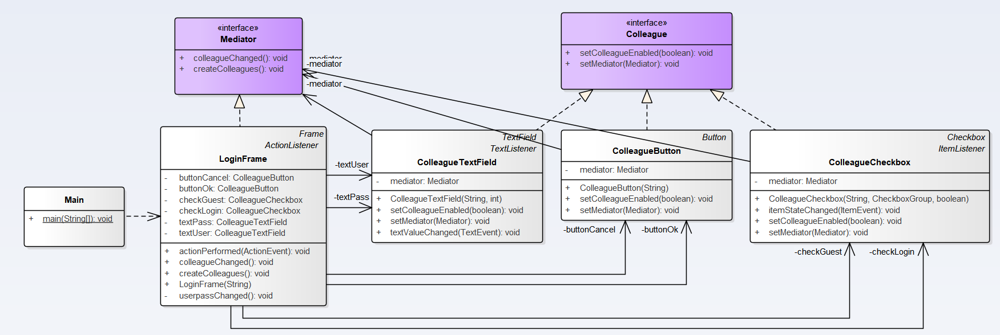 «interface»
Mediator
+ colleagueChanged(): void
+ createColleagues(): void
«interface»
Colleague
+ setColleagueEnabled(boolean): void
+ setMediator(Mediator): void
-mediator
-mediator
-mediator
Main
+ main(String[]): void
Frame
ActionListener
LoginFrame
- buttonCancel: ColleagueButton
- buttonOk: ColleagueButton
- checkGuest: ColleagueCheckbox
- checkLogin: ColleagueCheckbox
- textPass: ColleagueTextField
- textUser: ColleagueTextField
+ actionPerformed(ActionEvent): void
+ colleagueChanged(): void
+ createColleagues(): void
+ LoginFrame(String)
- userpassChanged(): void
-textUser
-textPass
TextField
TextListener
ColleagueTextField
- mediator: Mediator
+ ColleagueTextField(String, int)
+ setColleagueEnabled(boolean): void
+ setMediator(Mediator): void
+ textValueChanged(TextEvent): void
Button
ColleagueButton
- mediator: Mediator
+ ColleagueButton(String)
+ setColleagueEnabled(boolean): void
+ setMediator(Mediator): void
-buttonCancel
-buttonOk
Checkbox
ItemListener
ColleagueCheckbox
- mediator: Mediator
+ ColleagueCheckbox(String, CheckboxGroup, boolean)
+ itemStateChanged(ItemEvent): void
+ setColleagueEnabled(boolean): void
+ setMediator(Mediator): void
-checkGuest
-checkLogin